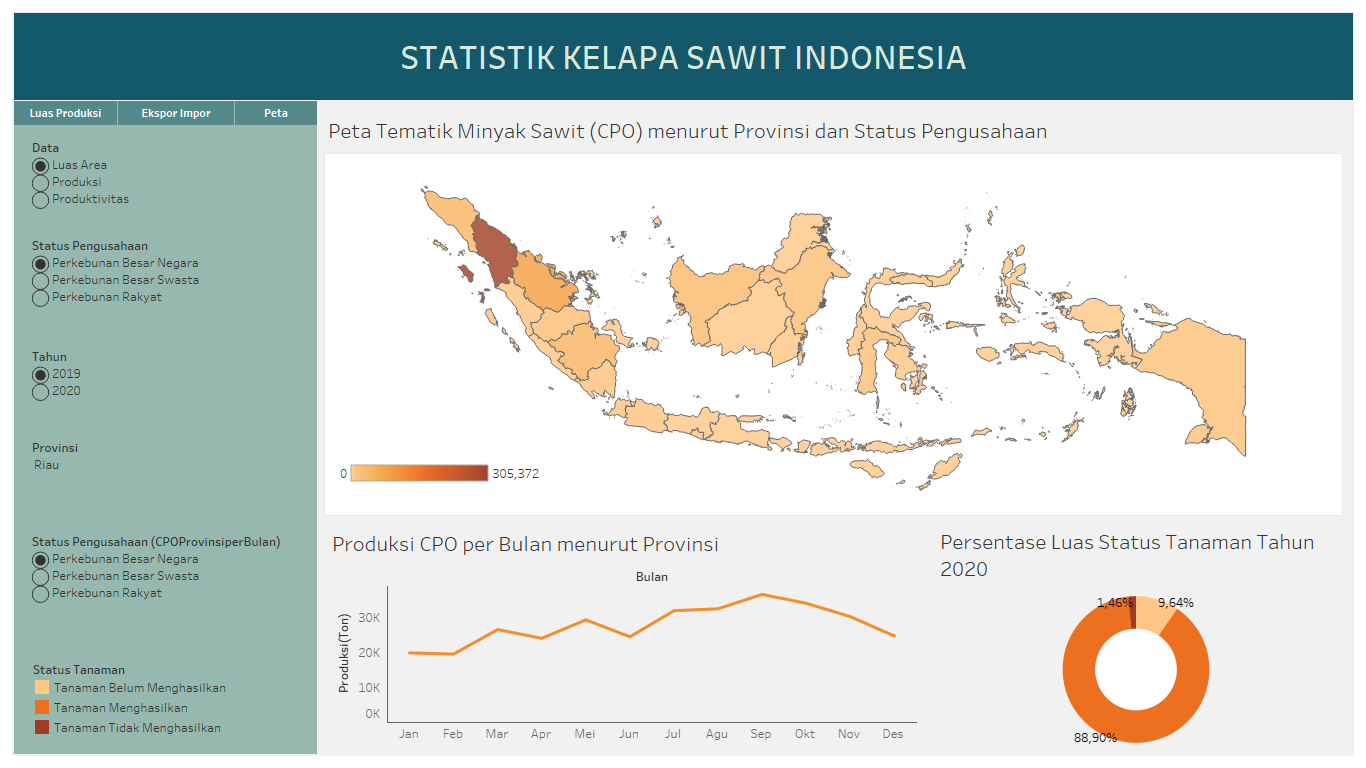 STATISTIK KELAPA SAWIT INDONESIA
Luas Produksi
Ekspor Impor
Peta
Data
Luas Area
Produksi
Produktivitas
Status Pengusahaan
Perkebunan Besar Negara
Perkebunan Besar Swasta
Perkebunan Rakyat
Tahun
2019
2020
Provinsi
Riau
Status Pengusahaan (CPOProvinsiperBulan)
Perkebunan Besar Negara
Perkebunan Besar Swasta
Perkebunan Rakyat
Status Tanaman
Tanaman Belum Menghasilkan
Tanaman Menghasilkan
Tanaman Tidak Menghasilkan
Peta Tematik Minyak Sawit (CPO) menurut Provinsi dan Status Pengusahaan
0
305,372
Produksi CPO per Bulan menurut Provinsi
Bulan
Produksi(Ton)
30K
20K
10K
0K
Jan
Feb
Mar
Apr
Mei
Jun
Jul
Agu
Sep
Okt
Nov
Des
Persentase Luas Status Tanaman Tahun
2020
1,46%
9,64%
88,90%